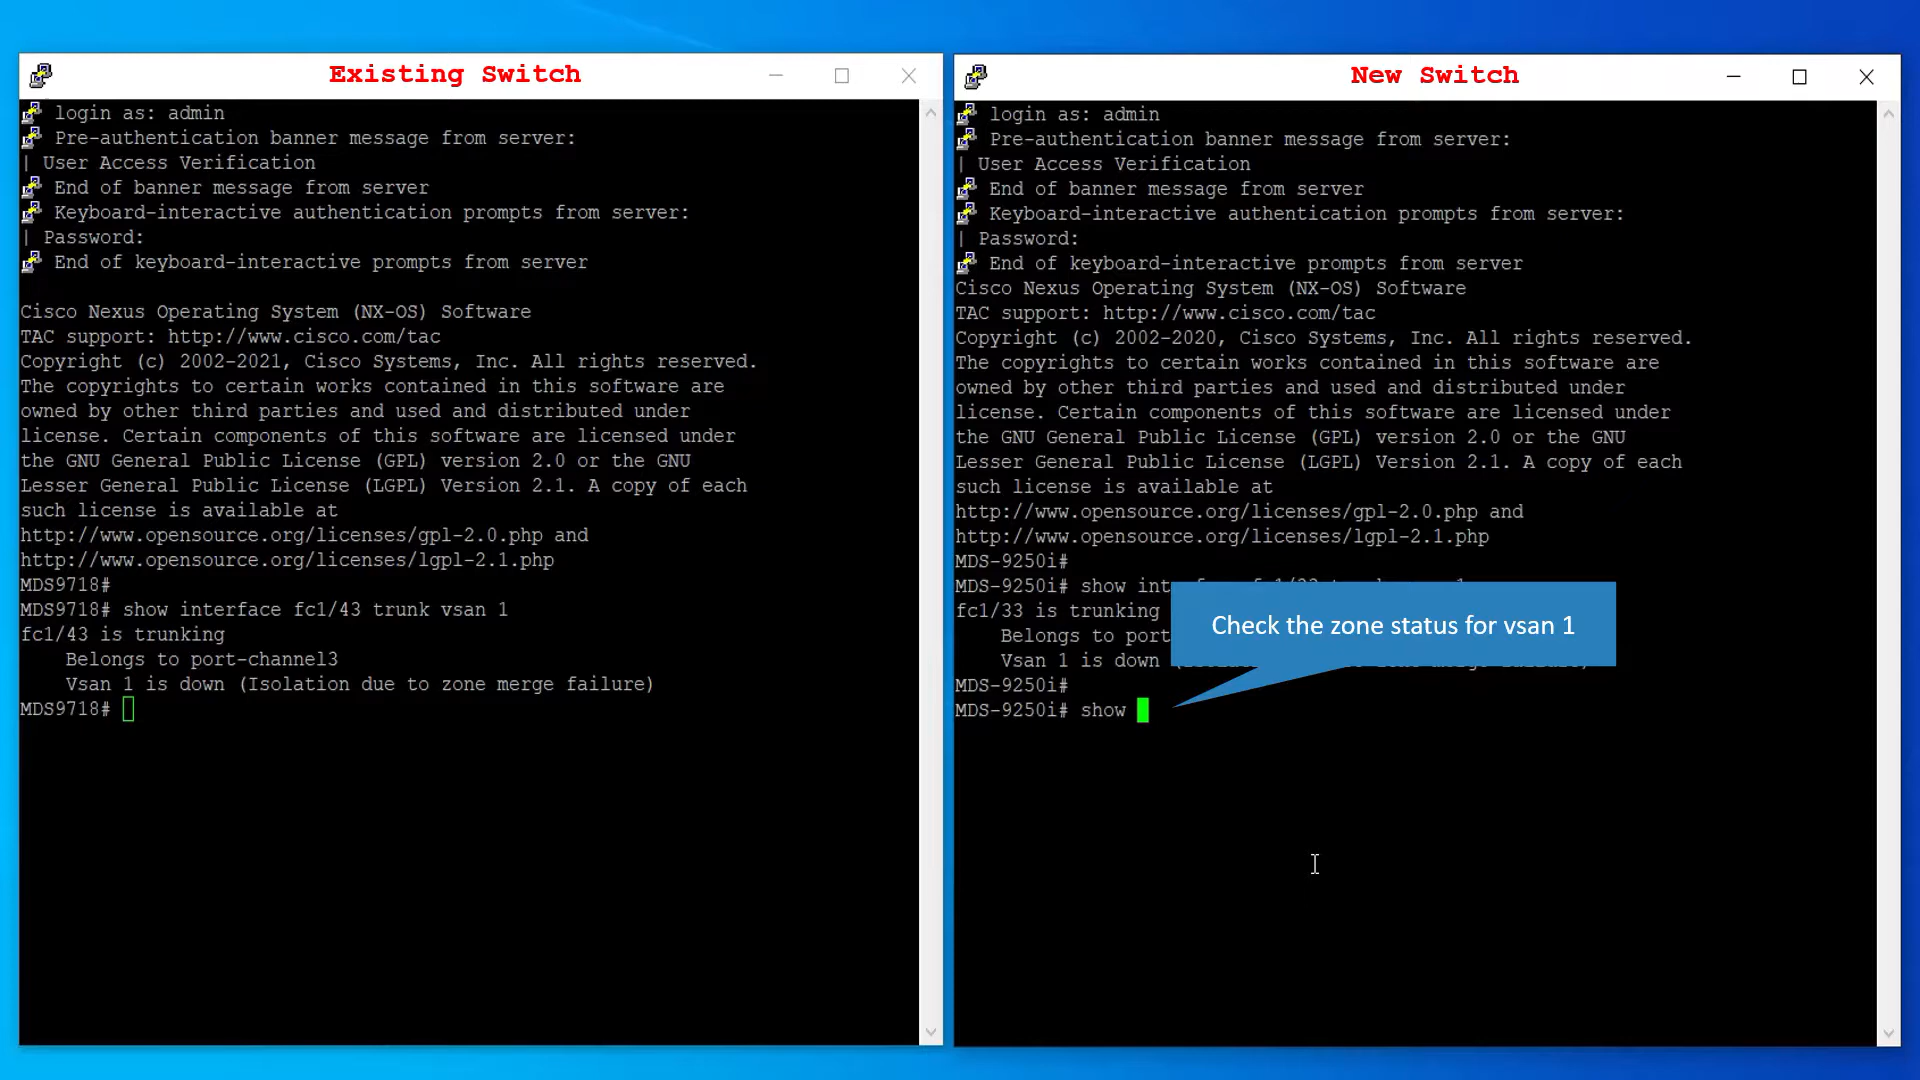 Existing Switch
login as: admin
Pre-authentication banner message from server:
| User Access Verification
End of banner message from server
Keyboard-interactive authentication prompts from server:
| Password:
End of keyboard-interactive prompts from server
Cisco Nexus Operating System (NX-OS) Software
TAC support: http://www.cisco.com/tac
Copyright (c) 2002-2021, Cisco Systems, Inc. All rights reserved.
The copyrights to certain works contained in this software are
owned by other third parties and used and distributed under
license. Certain components of this software are licensed under
the GNU General Public License (GPL) version 2.0 or the GNU
Lesser General Public License (LGPL) Version 2.1. A copy of each
such license is available at
http://www.opensource.org/licenses/gpl-2.0.php and
http://www.opensource.org/licenses/lgpl-2.1.php
MDS9718#
MDS9718# show interface fc1/43 trunk vsan 1
fc1/43 is trunking
Belongs to port-channel3
Vsan 1 is down (Isolation due to zone merge failure)
MDS9718#
New Switch
login as: admin
Pre-authentication banner message from server:
| User Access Verification
End of banner message from server
Keyboard-interactive authentication prompts from server:
| Password:
End of keyboard-interactive prompts from server
Cisco Nexus Operating System (NX-OS) Software
TAC support: http://www.cisco.com/tac
Copyright (c) 2002-2020, Cisco Systems, Inc. All rights reserved.
The copyrights to certain works contained in this software are
owned by other third parties and used and distributed under
license. Certain components of this software are licensed under
the GNU General Public License (GPL) version 2.0 or the GNU
Lesser General Public License (LGPL) Version 2.1. A copy of each
such license is available at
http://www.opensource.org/licenses/gpl-2.0.php and
http://www.opensource.org/licenses/lgpl-2.1.php
MDS-9250i#
MDS-9250i# show
fc1/33 is trunking
Belongs to port
Vsan 1 is down
MDS-9250i#
MDS-9250i# show
Check the zone status for vsan 1